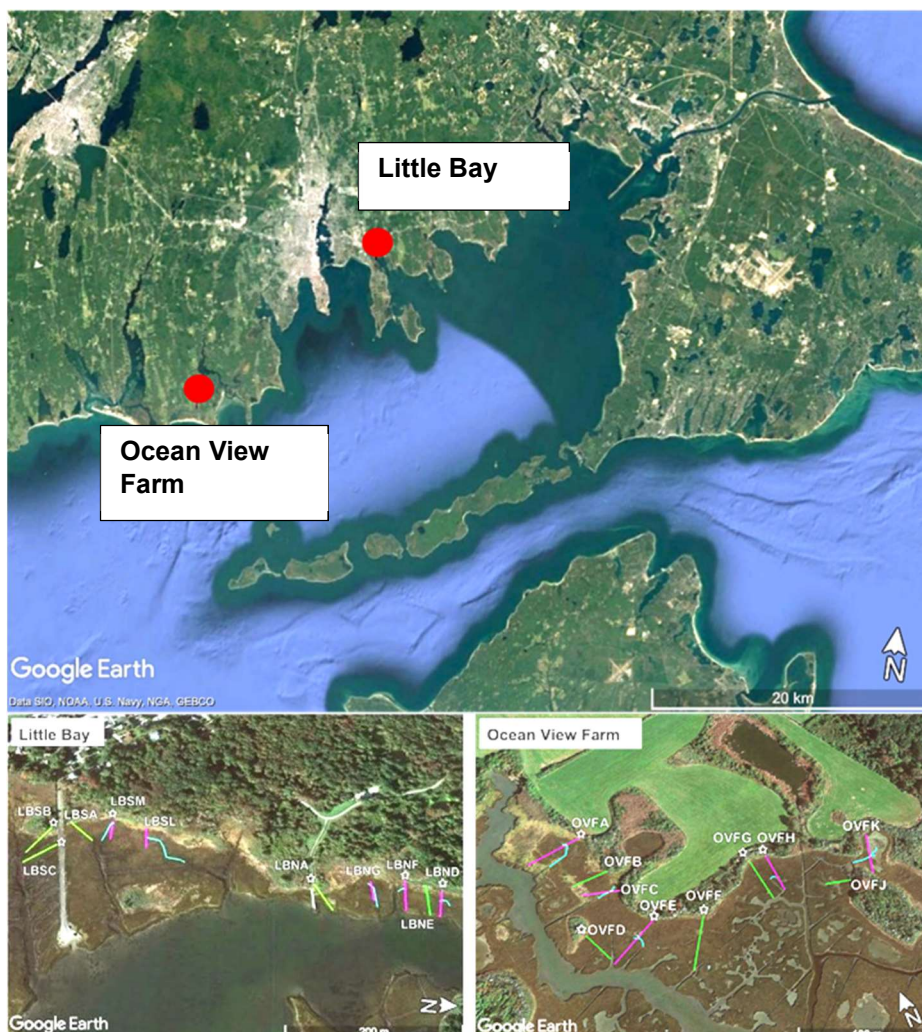 Little Bay
Ocean View
Farm
Google Earth
Data SIO, NOAA, U.S. Navy, NGA, GEBCO
N
20 km
Little Bay
LBSB
LBSA
LBSM
LBSL
LBSC
LBNA
LBNG
LBNF
LBND
LBNE
N
Google Earth
Ocean View Farm
OVFA
OVFB
OVFC
OVFD
OVFE
OVFF
OVFG
OVFH
OVFK
OVFJ
N
Google Earth